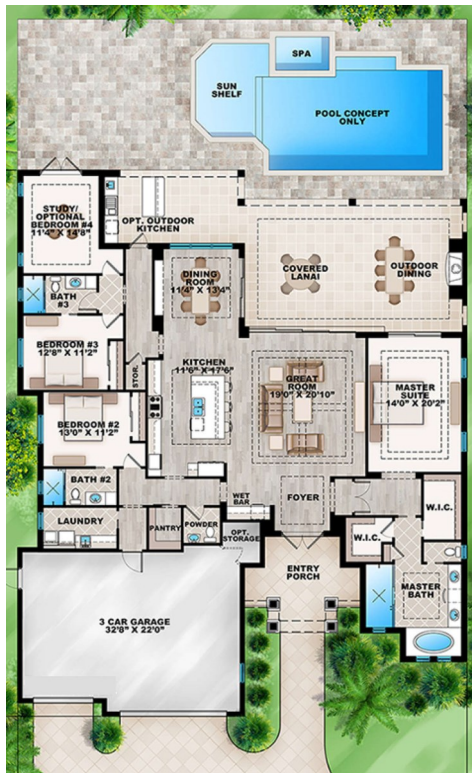 SPA
SUN
SHELF
POOL CONCEPT
ONLY
STUDY/
OPTIONAL
BEDROOM #4
11'4" X 14'8"
OPT. OUTDOOR
KITCHEN
DINING
ROOM
11'4" X 13'4"
COVERED
LANAI
OUTDOOR
DINING
BATH
#3
BEDROOM #3
12'8" X 11'2"
STOR.
KITCHEN
11'6" X 17'6"
GREAT
ROOM
19'0" X 20'10"
MASTER
SUITE
14'0" X 20'2"
BEDROOM #2
13'0" X 11'2"
BATH #2
WET
BAR
FOYER
W.I.C.
LAUNDRY
PANTRY
POWDER
OPT.
STORAGE
W.I.C.
ENTRY
PORCH
MASTER
BATH
3 CAR GARAGE
32'8" X 22'0"